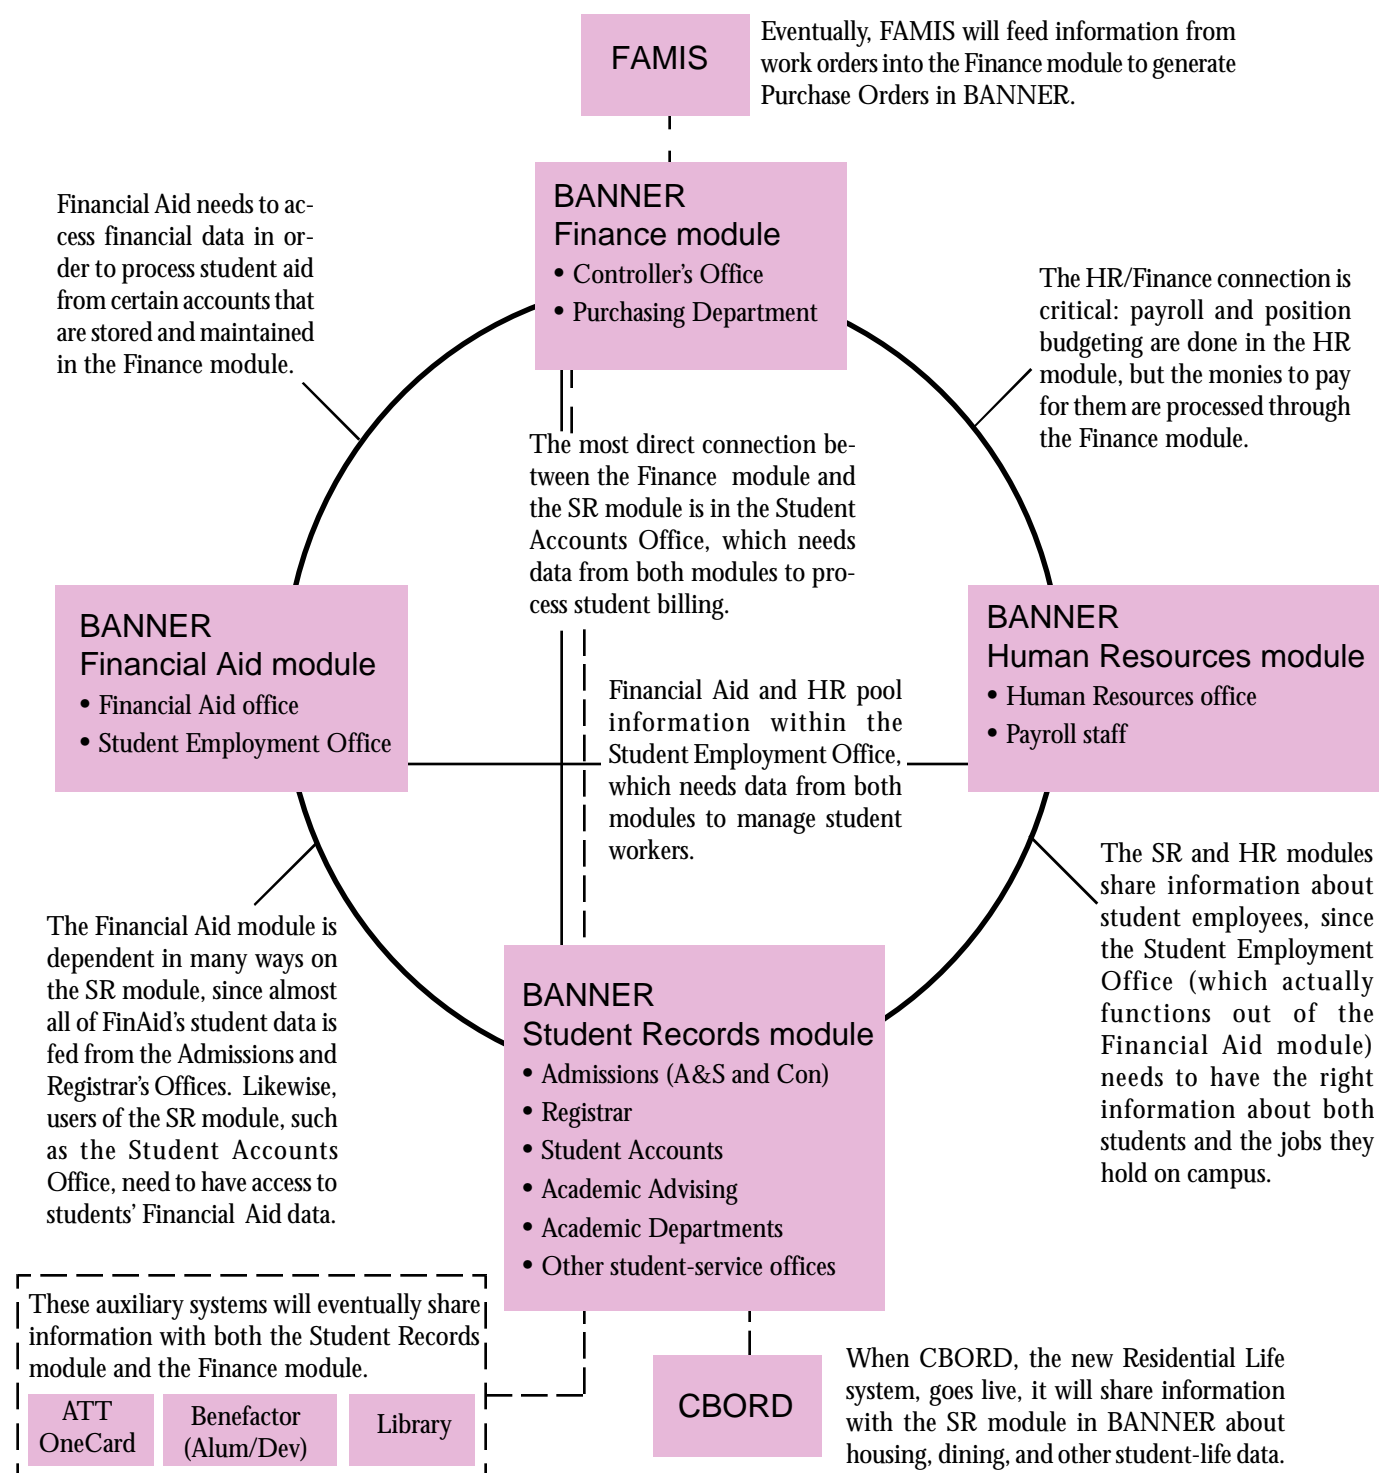 FAMIS
Eventually, FAMIS will feed information from
work orders into the Finance module to generate
Purchase Orders in BANNER.
BANNER
Finance module
• Controller's Office
• Purchasing Department
Financial Aid needs to ac-
cess financial data in or-
der to process student aid
from certain accounts that
are stored and maintained
in the Finance module.
The HR/Finance connection is
critical: payroll and position
budgeting are done in the HR
module, but the monies to pay
for them are processed through
the Finance module.
The most direct connection be-
tween the Finance module and
the SR module is in the Student
Accounts Office, which needs
data from both modules to pro-
cess student billing.
BANNER
Financial Aid module
• Financial Aid office
• Student Employment Office
Financial Aid and HR pool
information within the
Student Employment Office,
which needs data from both
modules to manage student
workers.
BANNER
Human Resources module
• Human Resources office
• Payroll staff
The Financial Aid module is
dependent in many ways on
the SR module, since almost
all of FinAid's student data is
fed from the Admissions and
Registrar's Offices. Likewise,
users of the SR module, such
as the Student Accounts
Office, need to have access to
students' Financial Aid data.
BANNER
Student Records module
• Admissions (A&S and Con)
• Registrar
• Student Accounts
• Academic Advising
• Academic Departments
• Other student-service offices
The SR and HR modules
share information about
student employees, since
the Student Employment
Office (which actually
functions out of the
Financial Aid module)
needs to have the right
information about both
students and the jobs they
hold on campus.
These auxiliary systems will eventually share
information with both the Student Records
module and the Finance module.
ATT
OneCard
Benefactor
(Alum/Dev)
Library
CBORD
When CBORD, the new Residential Life
system, goes live, it will share information
with the SR module in BANNER about
housing, dining, and other student-life data.